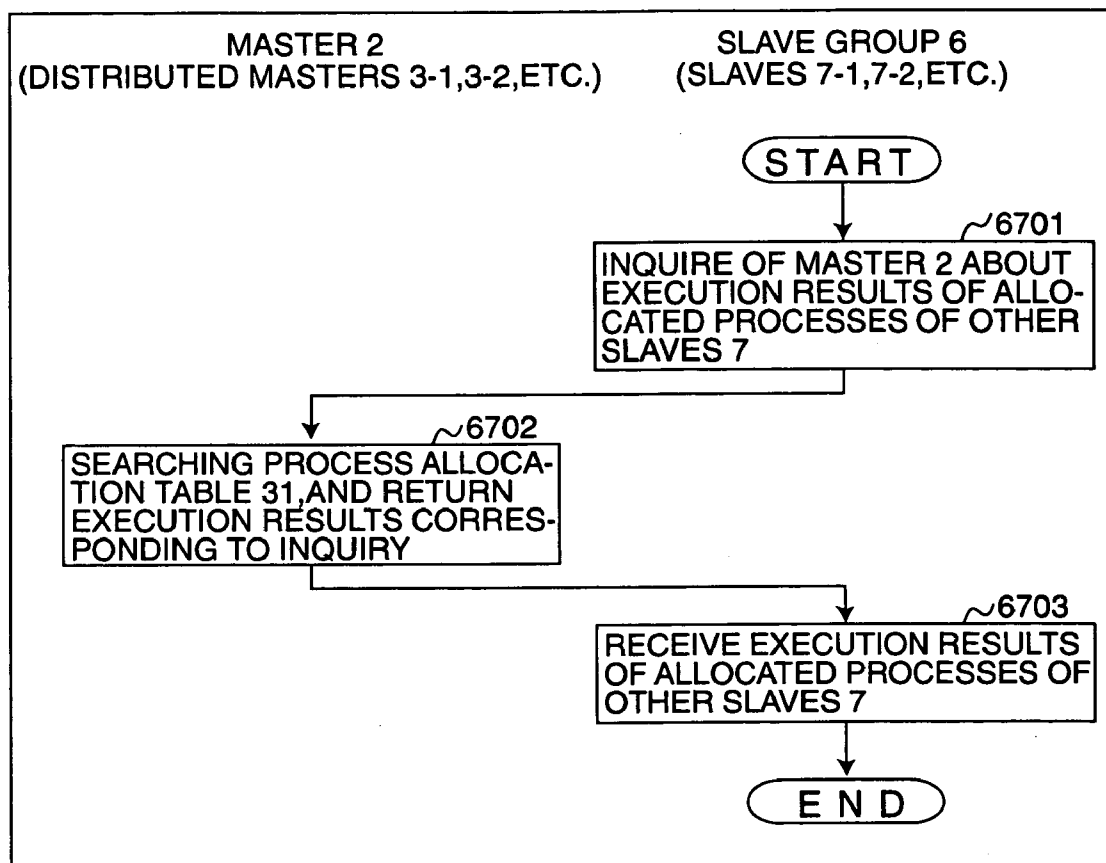 MASTER 2
(DISTRIBUTED MASTERS 3-1,3-2,ETC.)
SLAVE GROUP 6
(SLAVES 7-1,7-2,ETC.)
START
6701
INQUIRE OF MASTER 2 ABOUT
EXECUTION RESULTS OF ALLO-
CATED PROCESSES OF OTHER
SLAVES 7
6702
SEARCHING PROCESS ALLOCA-
TION TABLE 31,AND RETURN
EXECUTION RESULTS CORRES-
PONDING TO INQUIRY
6703
RECEIVE EXECUTION RESULTS
OF ALLOCATED PROCESSES OF
OTHER SLAVES 7
END